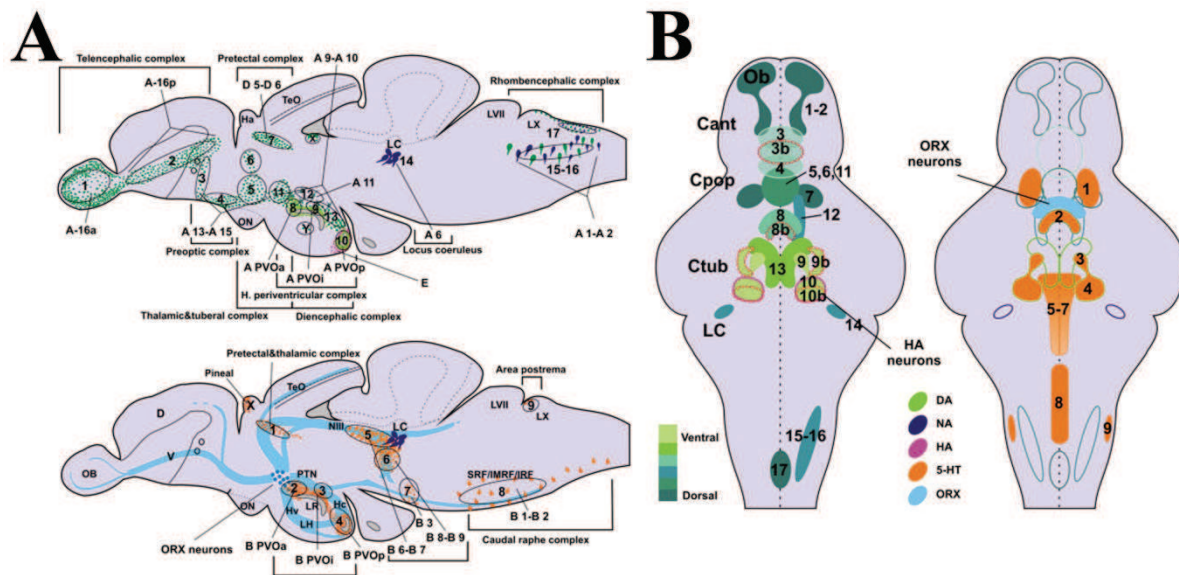 A
Telencephalic complex
Pretectal complex
A 9-A 10
A-16p
D 5-D 6
TeO
Rhombencephalic complex
Ha
LVII
LX
17
7
X
LC
14
2
6
15-16
1
3
5
11
12
A 11
4
8
9
13
ON
Y
10
A-16a
A 13-A 15
A 6
A 1-A 2
Preoptic complex
Locus coeruleus
A PVOa
A PVOp
A PVOi
E
H. periventricular complex
Thalamic&tuberal complex
Diencephalic complex
Pretectal&thalamic complex
Pineal
Area postrema
TeO
X
LVII
9
LX
D
NIII
LC
1
5
V
6
OB
PTN
SRF/IMRF/IRF
2
3
7
8
ON
Hv
LR
Hc
LH
4
B 3
B 1-B 2
ORX neurons
B 8-B 9
B PVOa
B PVOp
B 6-B 7
Caudal raphe complex
B PVOi
B
Ob
1-2
Cant
3
3b
ORX
neurons
4
5,6,11
Cpop
7
1
8
12
2
8b
Ctub
9
9b
3
13
10
4
10b
5-7
LC
14
HA
neurons
DA
NA
8
Ventral
HA
15-16
9
5-HT
17
Dorsal
ORX